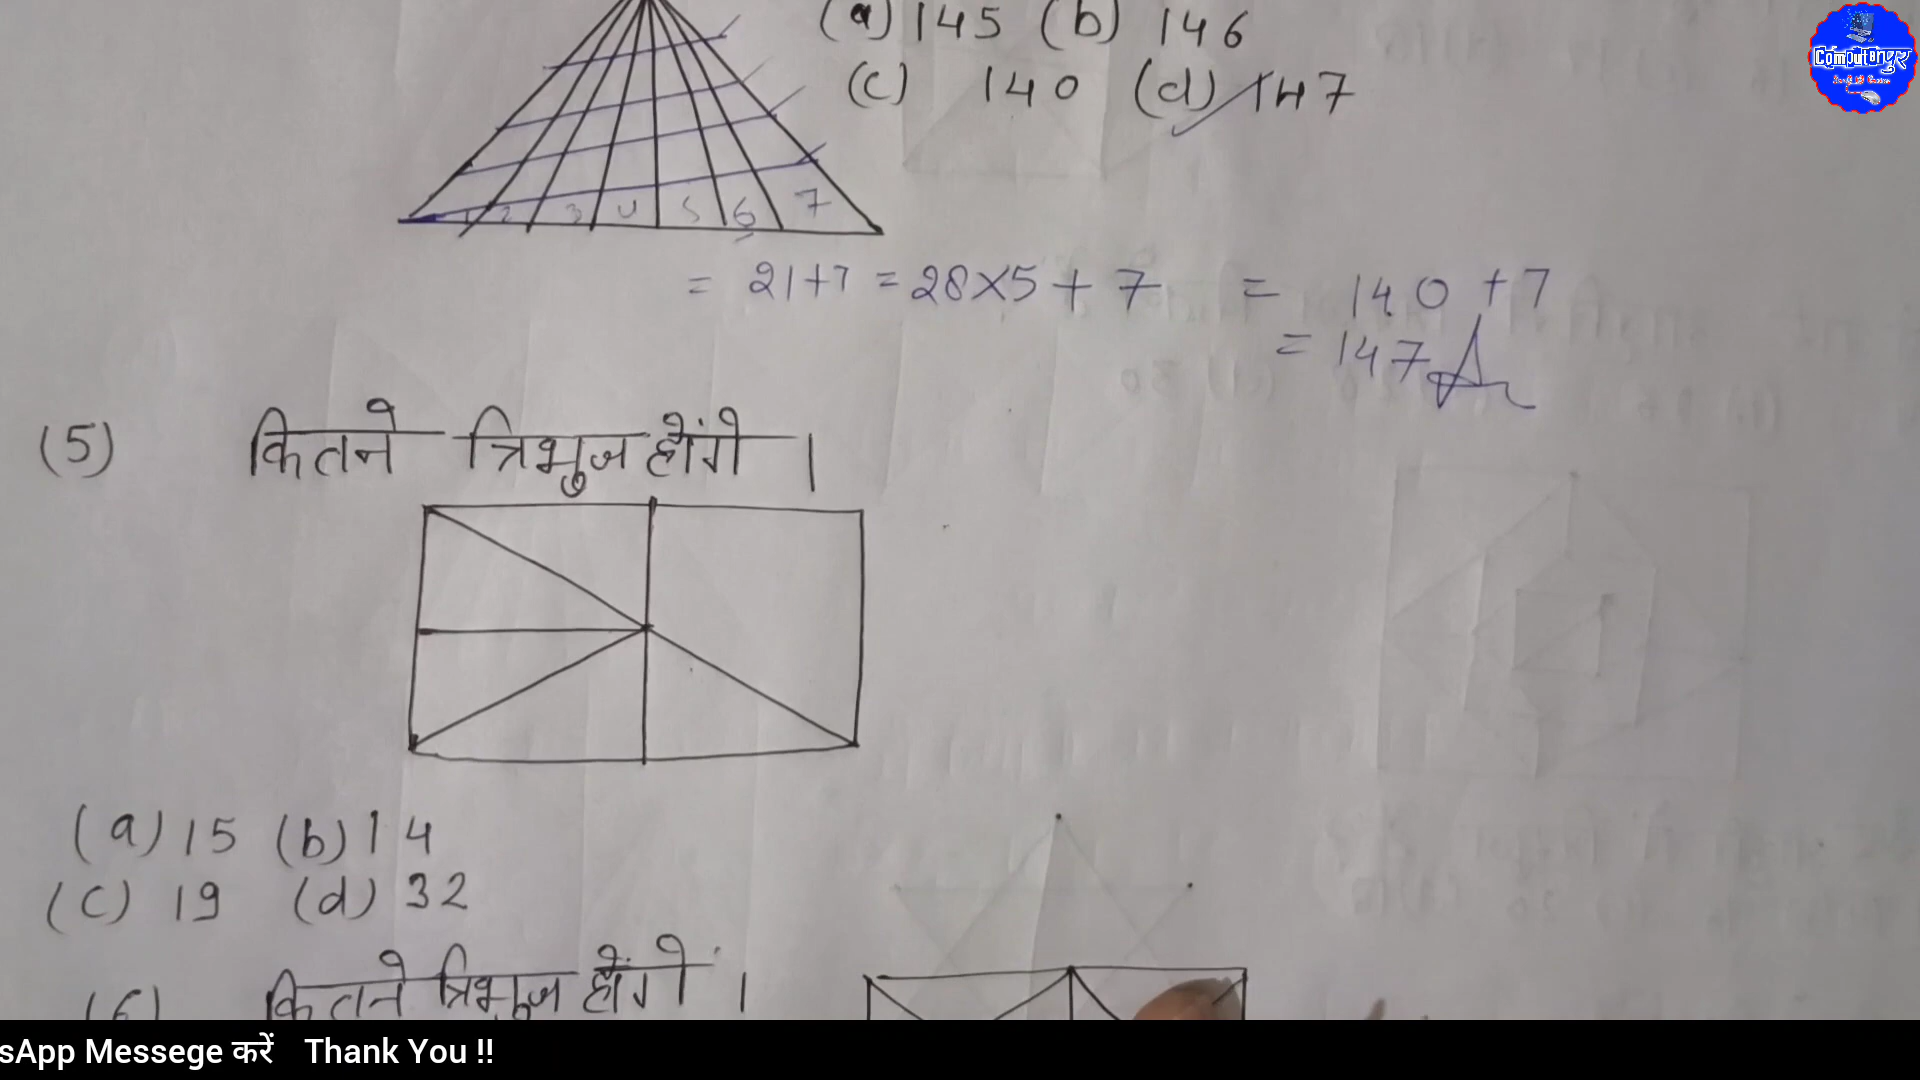 (a) 145 (b) 146
(c) 140 (d) 147
1 2 3 4 5 6 7
= 21+7 = 28×5 + 7 = 140 + 7
= 147 A
(5) कितने त्रिभुज होंगे ।
(a) 15 (b) 14
(c) 19 (d) 32
(6) कितने त्रिभुज होंगे ।
Computerगुरु
sApp Messege करें Thank You !!